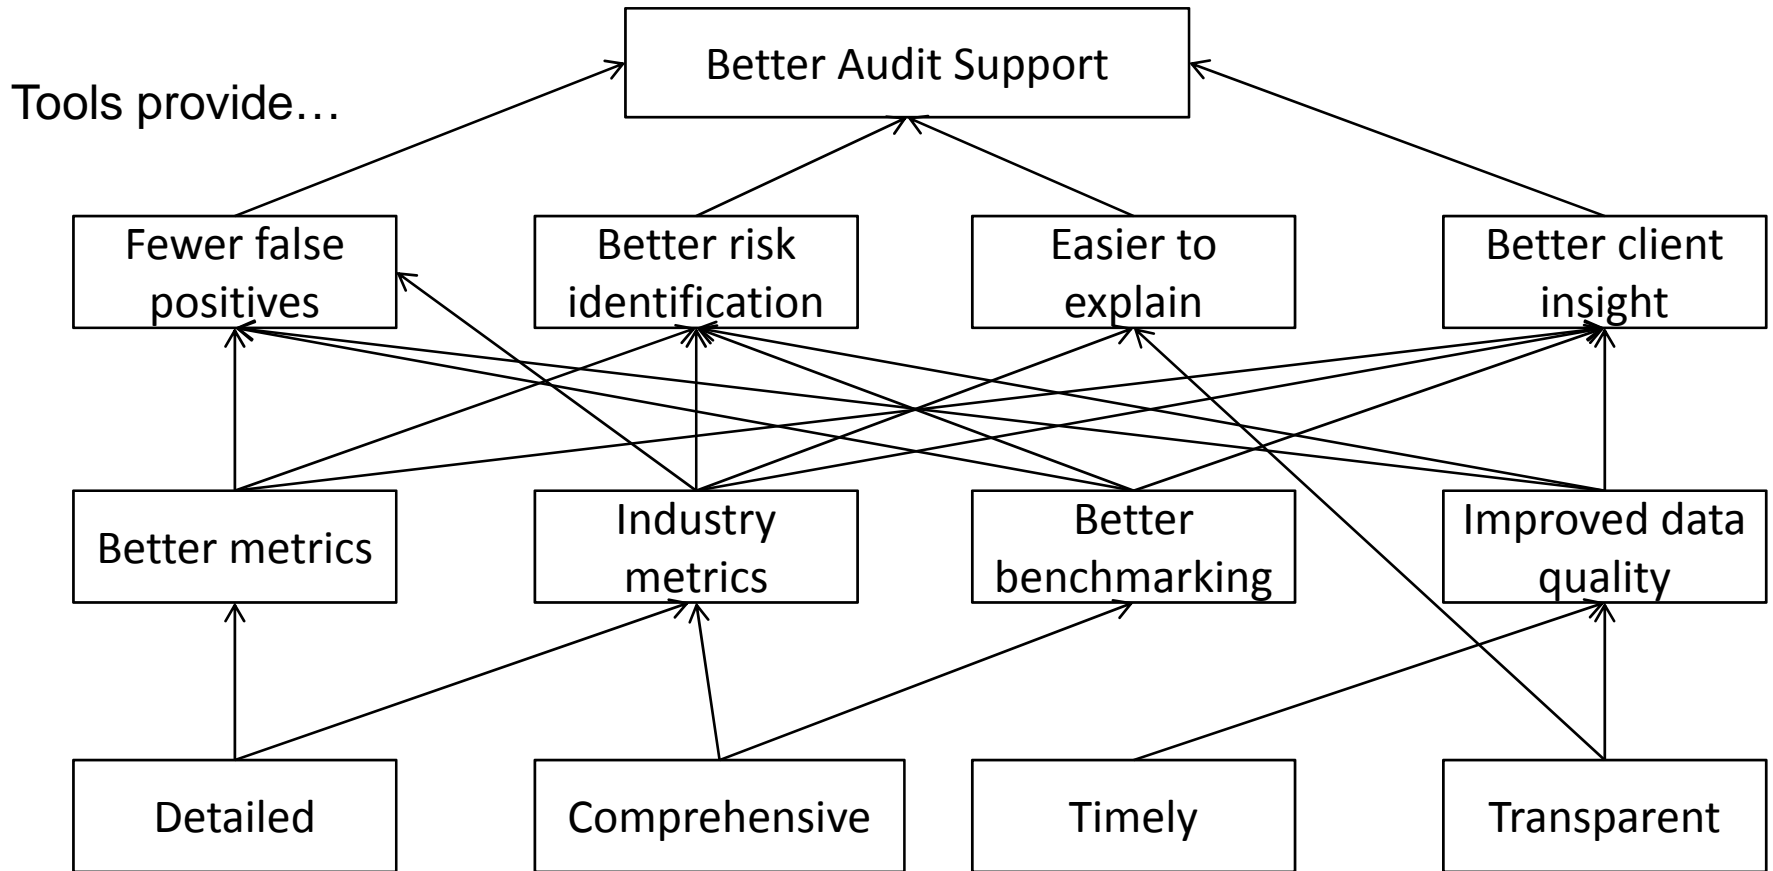 Better Audit Support
Tools provide…
Fewer false
positives
Better risk
identification
Easier to
explain
Better client
insight
Better metrics
Industry
metrics
Better
benchmarking
Improved data
quality
Detailed
Comprehensive
Timely
Transparent